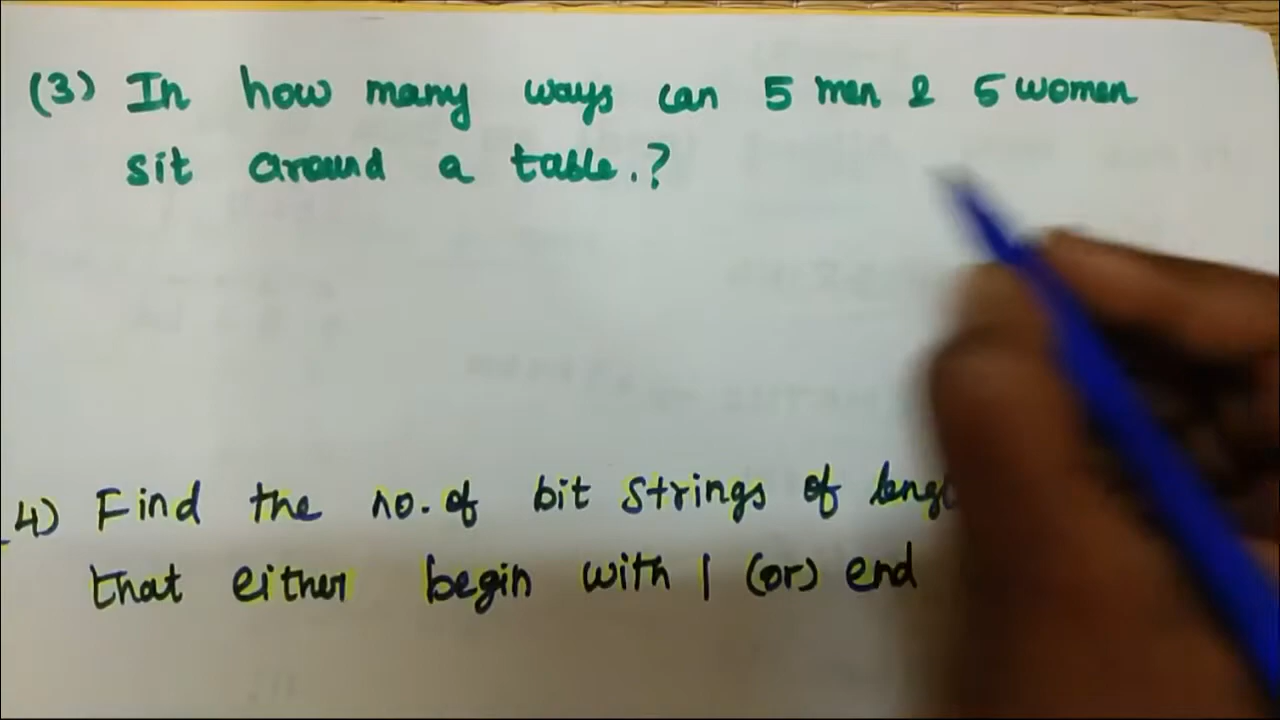 (3) In how many ways can 5 men & 5 women
sit around a table.?
4) Find the no. of bit strings of
that either begin with 1 (or) end